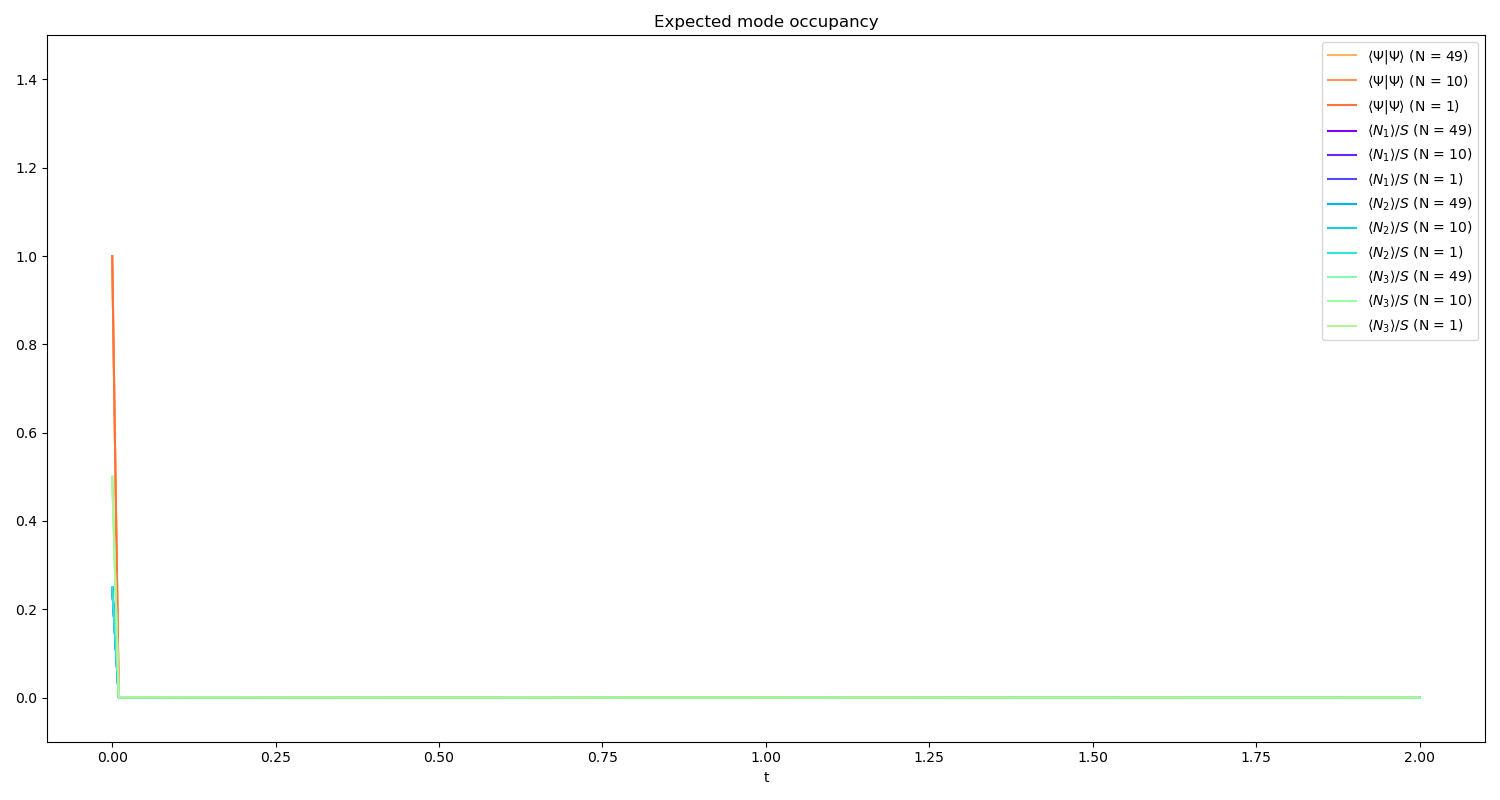 Expected mode occupancy
1.4
1.2
1.0
0.8
0.6
0.4
0.2
0.0
⟨Ψ|Ψ⟩ (N = 49)
⟨Ψ|Ψ⟩ (N = 10)
⟨Ψ|Ψ⟩ (N = 1)
⟨N₁⟩/S (N = 49)
⟨N₁⟩/S (N = 10)
⟨N₁⟩/S (N = 1)
⟨N₂⟩/S (N = 49)
⟨N₂⟩/S (N = 10)
⟨N₂⟩/S (N = 1)
⟨N₃⟩/S (N = 49)
⟨N₃⟩/S (N = 10)
⟨N₃⟩/S (N = 1)
0.00 0.25 0.50 0.75 1.00 1.25 1.50 1.75 2.00
t